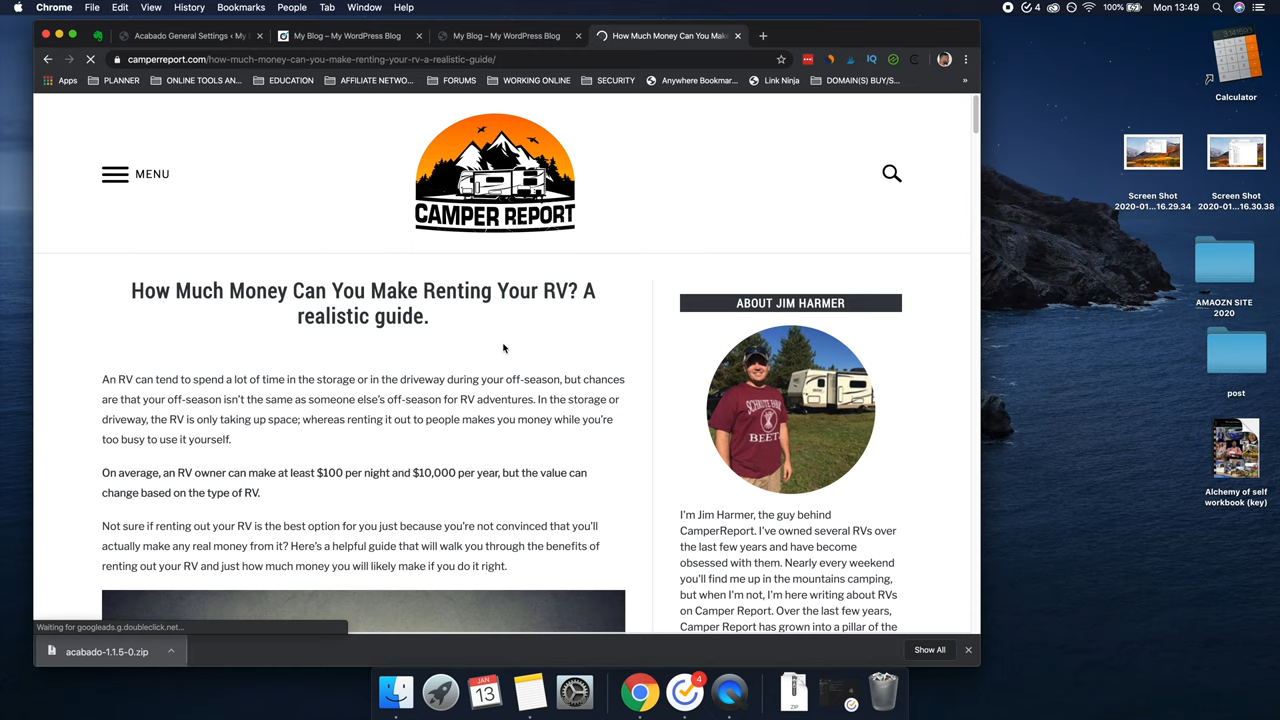 Chrome File Edit View History Bookmarks People Tab Window Help 4 100% Mon 13:49
Acabado General Settings ‹ My My Blog – My WordPress Blog My Blog – My WordPress Blog How Much Money Can You Make
camperreport.com/how-much-money-can-you-make-renting-your-rv-a-realistic-guide/
Apps PLANNER ONLINE TOOLS AN... EDUCATION AFFILIATE NETWO... FORUMS WORKING ONLINE SECURITY Anywhere Bookmar... Link Ninja DOMAIN(S) BUY/S... »
MENU
CAMPER REPORT
How Much Money Can You Make Renting Your RV? A
realistic guide.
An RV can tend to spend a lot of time in the storage or in the driveway during your off-season, but chances
are that your off-season isn't the same as someone else's off-season for RV adventures. In the storage or
driveway, the RV is only taking up space; whereas renting it out to people makes you money while you're
too busy to use it yourself.
On average, an RV owner can make at least $100 per night and $10,000 per year, but the value can
change based on the type of RV.
Not sure if renting out your RV is the best option for you just because you're not convinced that you'll
actually make any real money from it? Here's a helpful guide that will walk you through the benefits of
renting out your RV and just how much money you will likely make if you do it right.
ABOUT JIM HARMER
SCHRUTE FARMS
BEETS
I'm Jim Harmer, the guy behind
CamperReport. I've owned several RVs over
the last few years and have become
obsessed with them. Nearly every weekend
you'll find me up in the mountains camping,
but when I'm not, I'm here writing about RVs
on Camper Report. Over the last few years,
Camper Report has grown into a pillar of the
Waiting for googleads.g.doubleclick.net...
acabado-1.1.5-0.zip
Show All
Calculator
Screen Shot
2020-01...16.29.34
Screen Shot
2020-01...16.30.38
AMAOZN SITE
2020
post
Alchemy of self
workbook (key)
JAN
13
4
ZIP